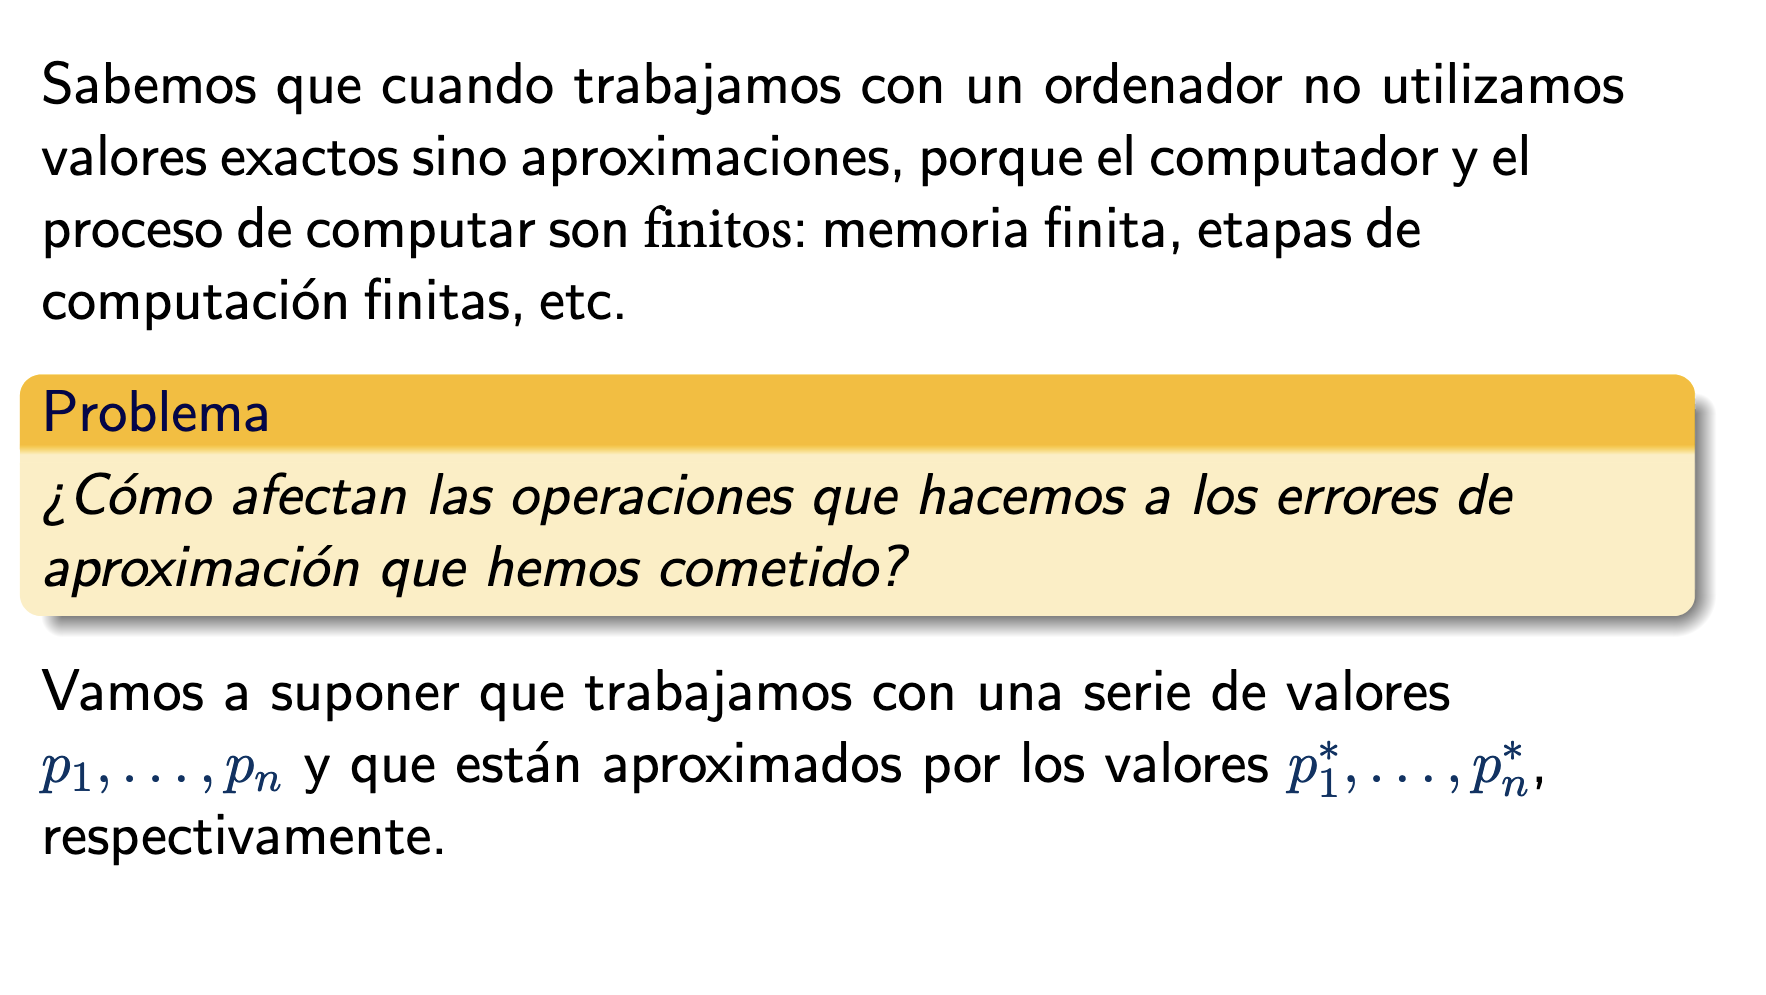 Sabemos que cuando trabajamos con un ordenador no utilizamos
valores exactos sino aproximaciones, porque el computador y el
proceso de computar son finitos: memoria finita, etapas de
computación finitas, etc.
Problema
¿Cómo afectan las operaciones que hacemos a los errores de
aproximación que hemos cometido?
Vamos a suponer que trabajamos con una serie de valores
$p_1, \ldots, p_n$ y que están aproximados por los valores $p_1^*, \ldots, p_n^*$,
respectivamente.